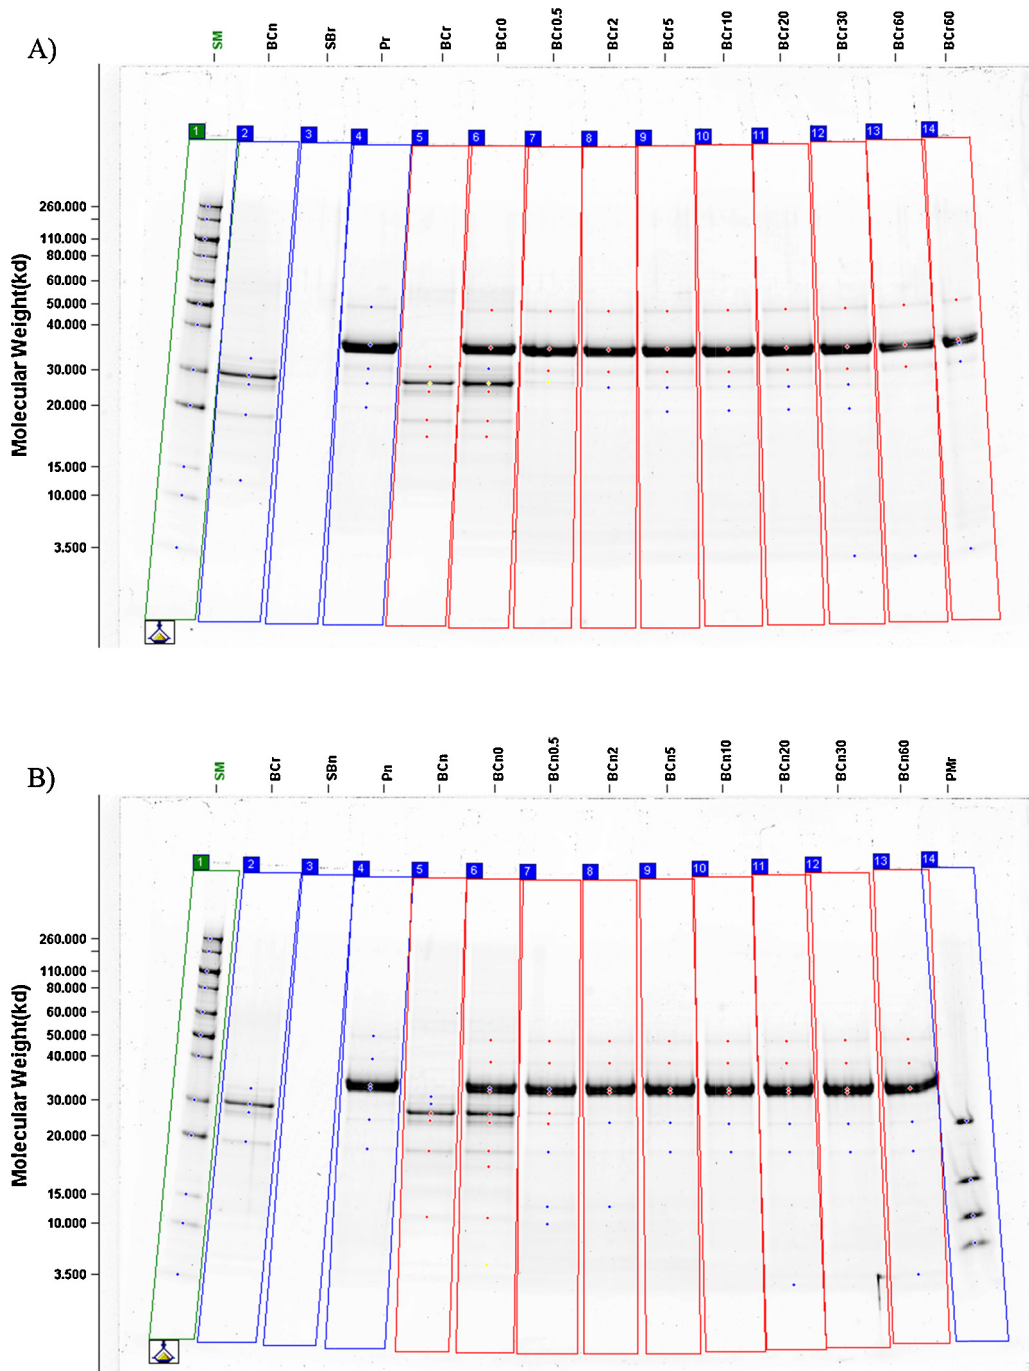 A)
SM BCn SBr Pr BCr BCr0 BCr0.5 BCr2 BCr5 BCr10 BCr20 BCr30 BCr60 BCr60
1 2 3 4 5 6 7 8 9 10 11 12 13 14
Molecular Weight(kd)
260.000
110.000
80.000
60.000
50.000
40.000
30.000
20.000
15.000
10.000
3.500
B)
SM BCr SBn Pn BCn BCn0 BCn0.5 BCn2 BCn5 BCn10 BCn20 BCn30 BCn60 PMr
1 2 3 4 5 6 7 8 9 10 11 12 13 14
Molecular Weight(kd)
260.000
110.000
80.000
60.000
50.000
40.000
30.000
20.000
15.000
10.000
3.500